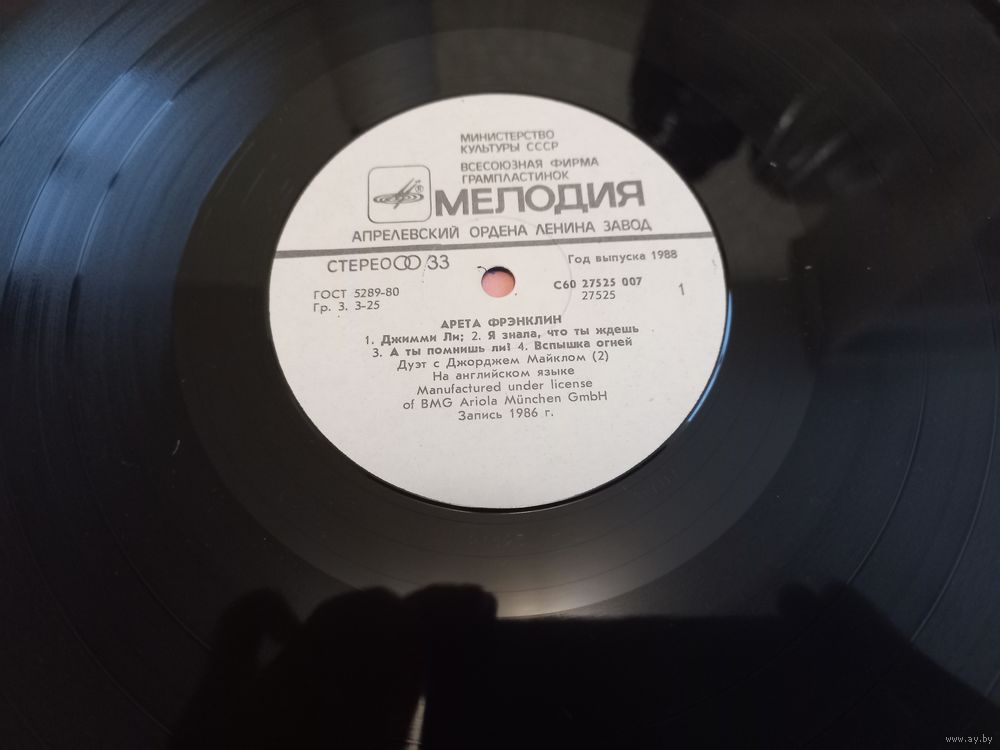 МИНИСТЕРСТВО
КУЛЬТУРЫ СССР
ВСЕСОЮЗНАЯ ФИРМА
ГРАМПЛАСТИНОК
МЕЛОДИЯ
АПРЕЛЕВСКИЙ ОРДЕНА ЛЕНИНА ЗАВОД
СТЕРЕО 33
Год выпуска 1988
ГОСТ 5289-80
Гр. 3. 3-25
С60 27525 007
27525
1
АРЕТА ФРЭНКЛИН
1. Джимми Ли; 2. Я знала, что ты ждешь
3. А ты помнишь ли? 4. Вспышка огней
Дуэт с Джорджем Майклом (2)
На английском языке
Manufactured under license
of BMG Ariola München GmbH
Запись 1986 г.
www.ay.by